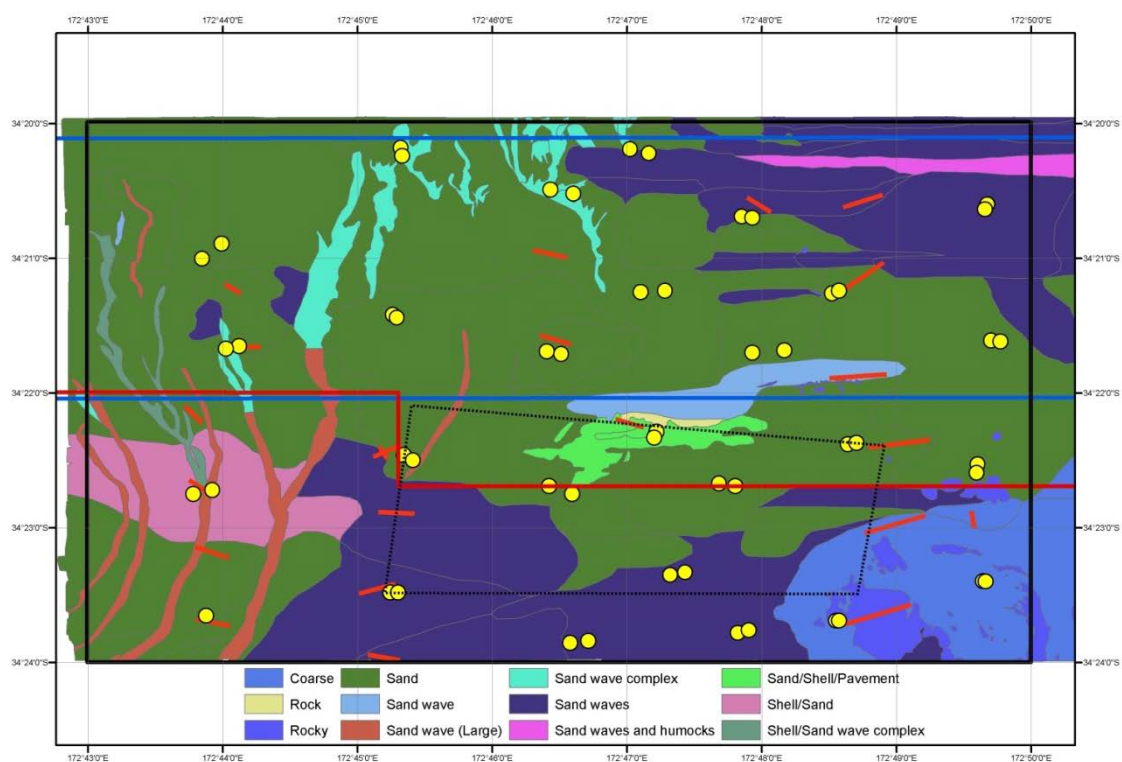 172°43'0"E 172°44'0"E 172°45'0"E 172°46'0"E 172°47'0"E 172°48'0"E 172°49'0"E 172°50'0"E
34°20'0"S 34°20'0"S
34°21'0"S 34°21'0"S
34°22'0"S 34°22'0"S
34°23'0"S 34°23'0"S
34°24'0"S 34°24'0"S
Coarse Sand Sand wave complex Sand/Shell/Pavement
Rock Sand wave Sand waves Shell/Sand
Rocky Sand wave (Large) Sand waves and humocks Shell/Sand wave complex
172°43'0"E 172°44'0"E 172°45'0"E 172°46'0"E 172°47'0"E 172°48'0"E 172°49'0"E 172°50'0"E